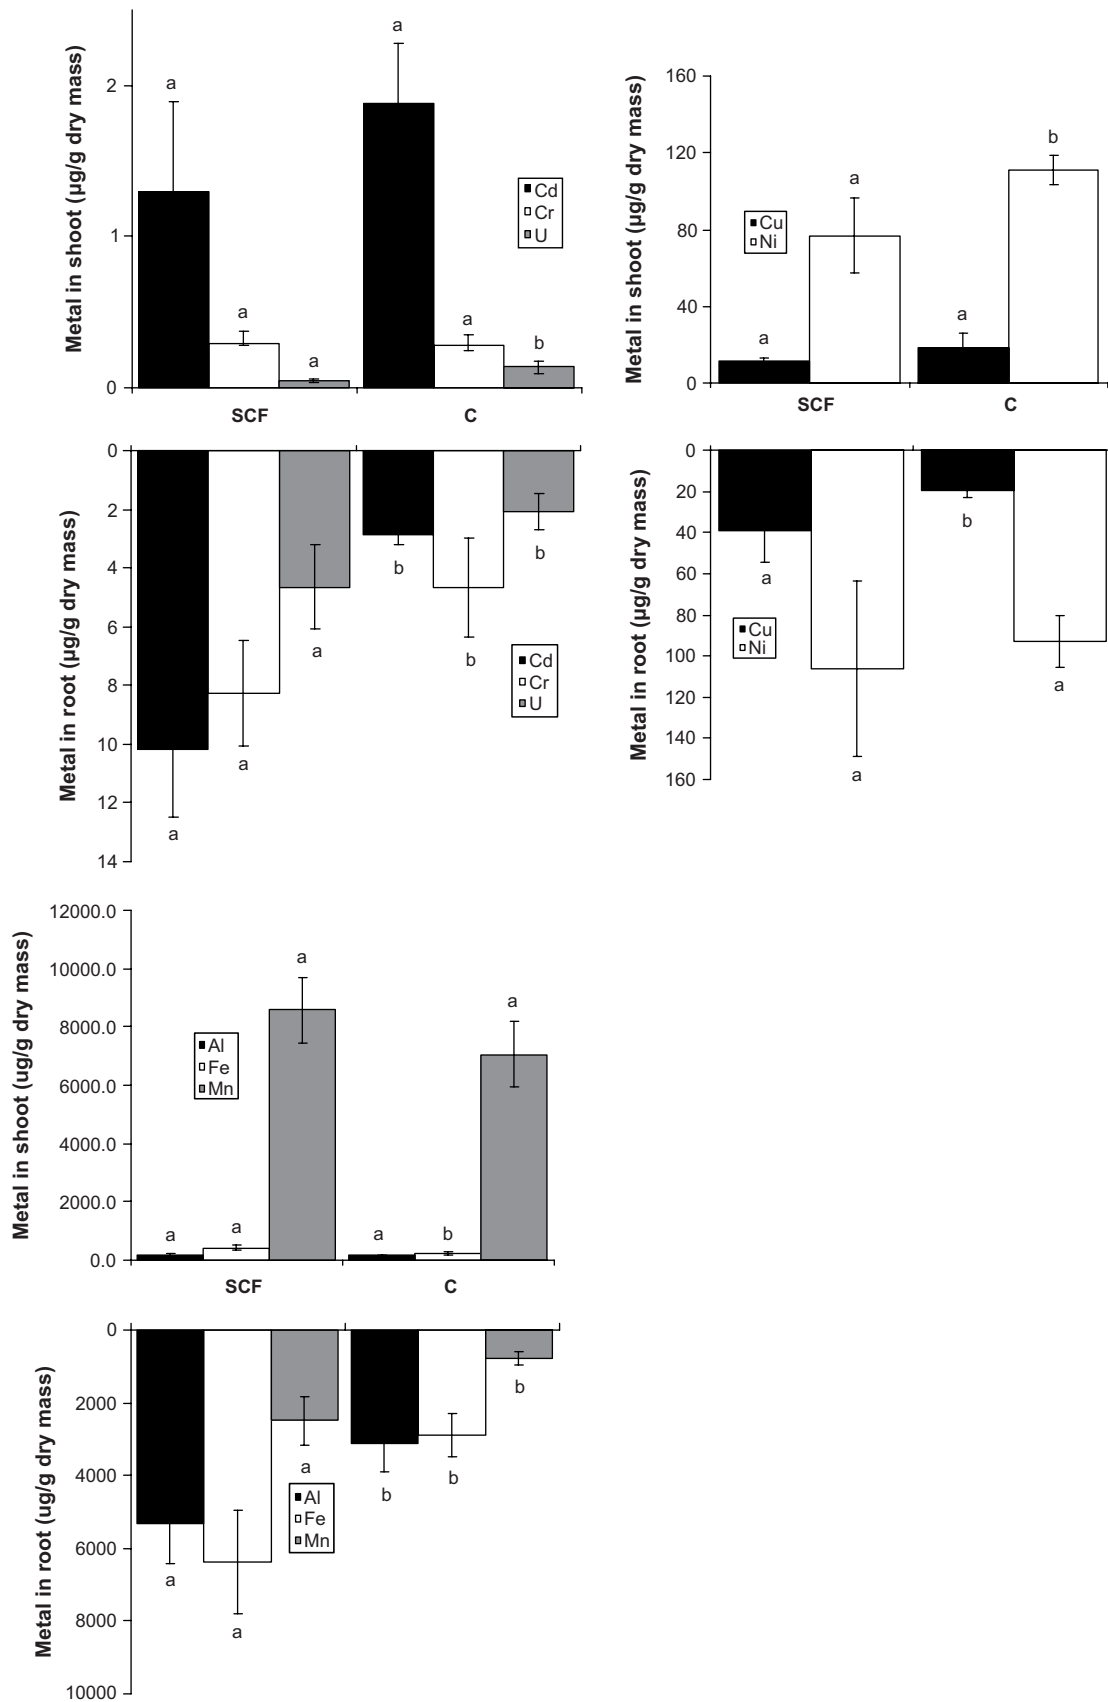 Metal in shoot (µg/g dry mass)
2
1
0
a
a
a
a
a
b
Cd
Cr
U
SCF
C
Metal in shoot (µg/g dry mass)
160
120
80
40
0
a
a
a
b
Cu
Ni
SCF
C
Metal in root (µg/g dry mass)
0
2
4
6
8
10
12
14
a
a
a
b
b
b
Cd
Cr
U
Metal in root (µg/g dry mass)
0
20
40
60
80
100
120
140
160
a
a
b
a
Cu
Ni
Metal in shoot (ug/g dry mass)
12000.0
10000.0
8000.0
6000.0
4000.0
2000.0
0.0
a
a
a
a
b
a
Al
Fe
Mn
SCF
C
Metal in root (ug/g dry mass)
0
2000
4000
6000
8000
10000
a
a
a
b
b
b
Al
Fe
Mn